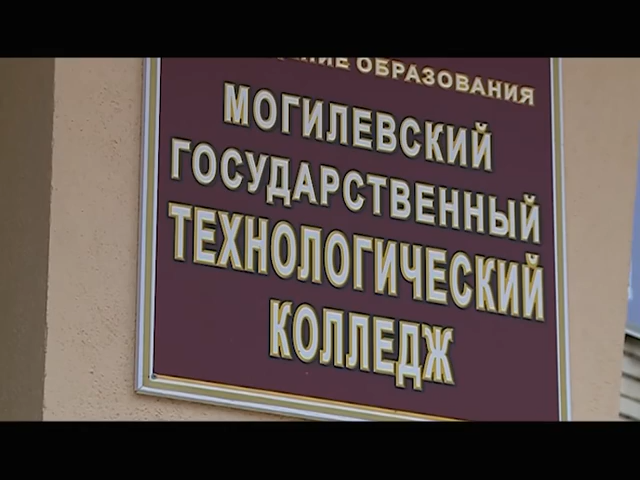 ОБРАЗОВАНИЯ
МОГИЛЕВСКИЙ
ГОСУДАРСТВЕННЫЙ
ТЕХНОЛОГИЧЕСКИЙ
КОЛЛЕДЖ